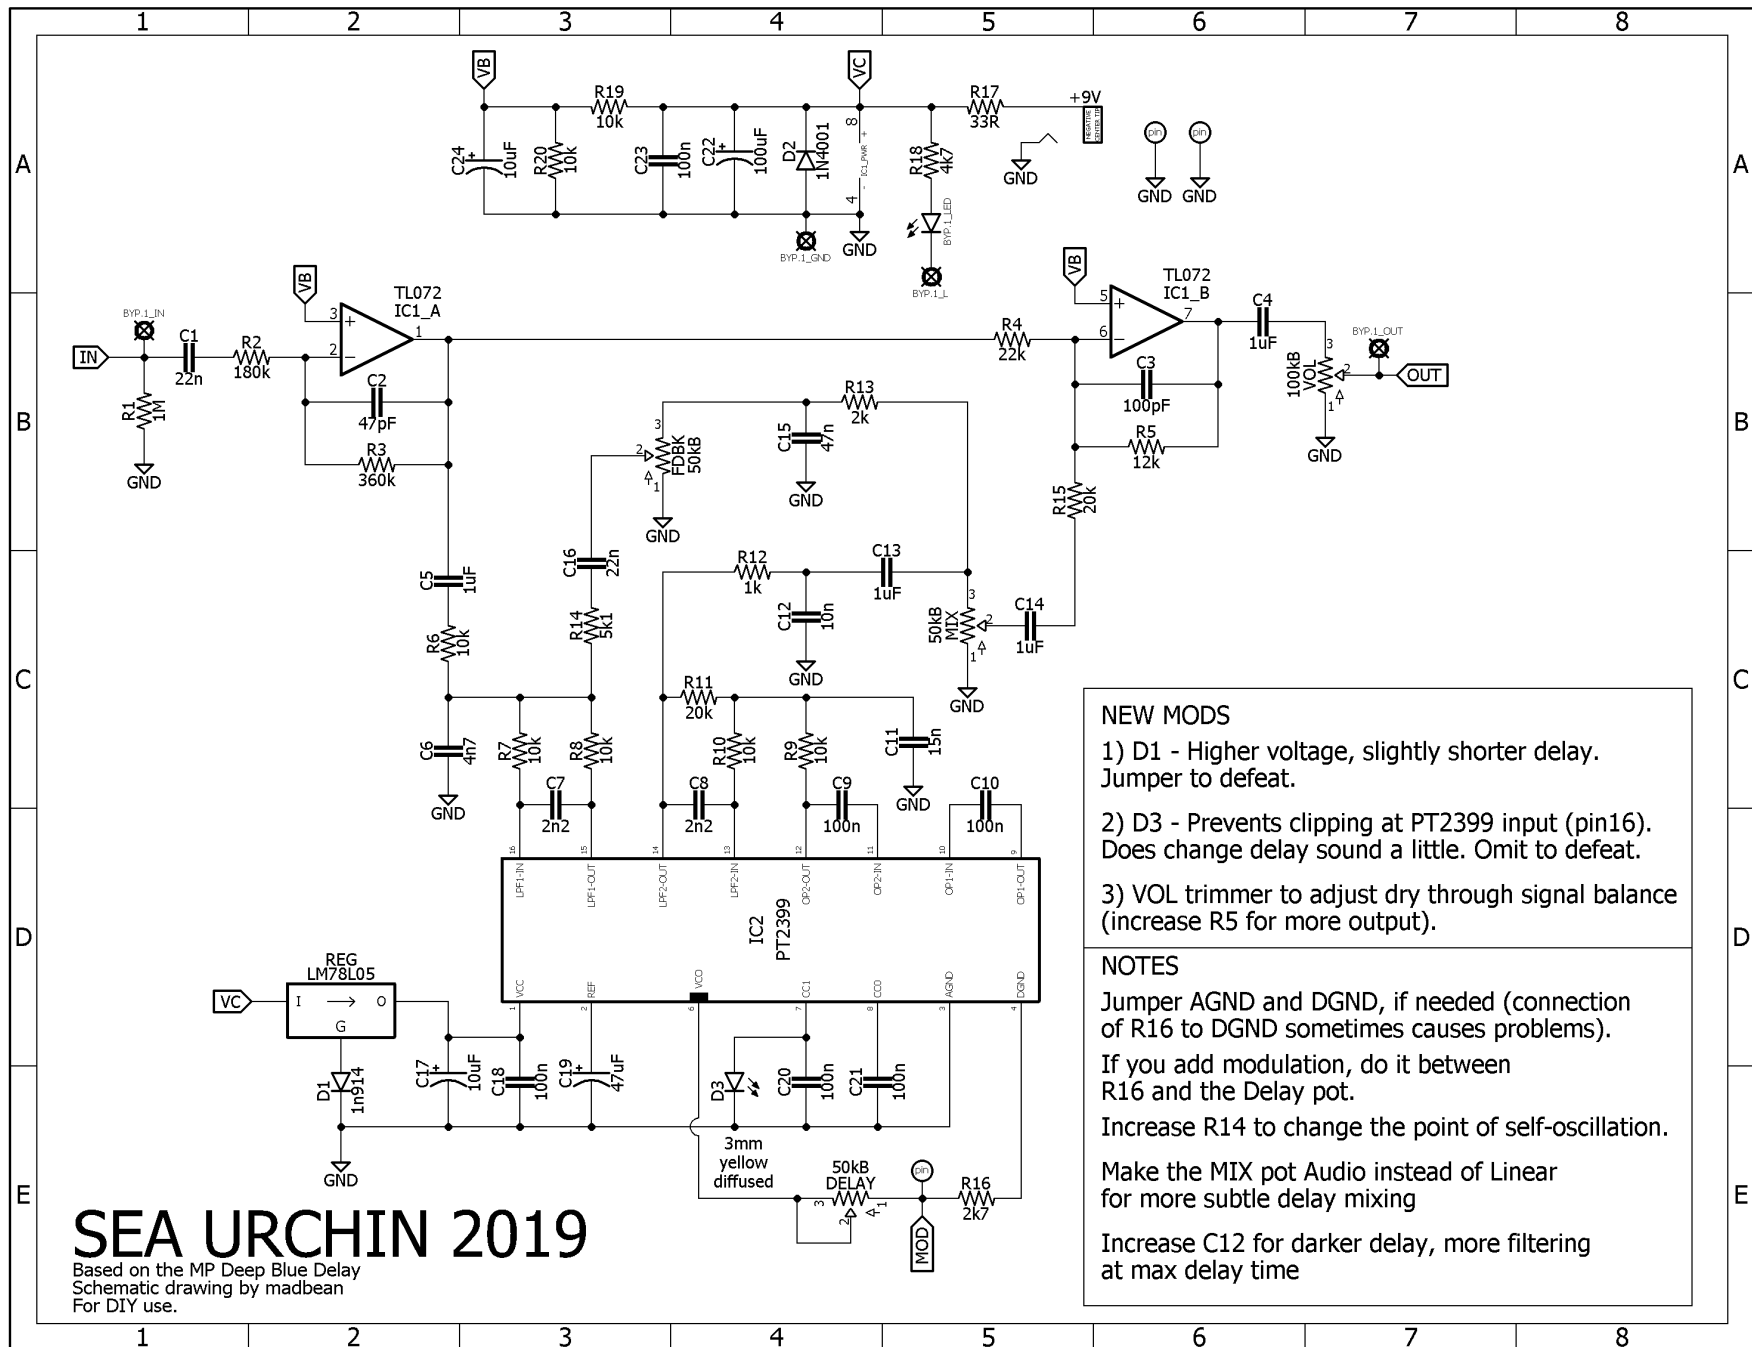 1 2 3 4 5 6 7 8
A A
B B
C C
D D
E E
VB
VC
R19
10k
R17
33R
+9V
NEGATIVE
CENTER TIP
C24
+
10uF
R20
10k
C23
100n
C22
+
100uF
D2
1N4001
8
IC1_PWR
+
-
4
R18
4k7
BYP.1_LED
BYP.1_GND
GND
BYP.1_L
GND
pin
pin
GND
GND
BYP.1_IN
IN
C1
22n
R1
1M
GND
R2
180k
VB
TL072
IC1_A
3
+
2
−
1
C2
47pF
R3
360k
R4
22k
VB
TL072
IC1_B
5
+
6
−
7
C3
100pF
R5
12k
C4
1uF
BYP.1_OUT
100kB
VOL
3
2
1
OUT
GND
R13
2k
C15
47n
GND
FDBK
50kB
3
2
1
GND
R15
20k
C5
1uF
R6
10k
C16
22n
R14
5k1
R12
1k
C13
1uF
C12
10n
GND
50kB
MIX
3
2
1
GND
C14
1uF
C6
4n7
GND
R7
10k
R8
10k
R11
20k
R10
10k
R9
10k
C11
15n
GND
C7
2n2
C8
2n2
C9
100n
C10
100n
16
15
14
13
12
11
10
9
LPF1-IN
LPF1-OUT
LPF2-OUT
LPF2-IN
OP2-OUT
OP2-IN
OP1-IN
OP1-OUT
IC2
PT2399
VCC
REF
VCO
CC1
CC0
AGND
DGND
1
2
6
7
8
3
4
REG
LM78L05
VC
I
O
G
D1
1n914
GND
C17
+
10uF
C18
100n
C19
+
47uF
D3
C20
100n
C21
100n
3mm
yellow
diffused
50kB
DELAY
3
2
1
pin
MOD
R16
2k7
NEW MODS
1) D1 - Higher voltage, slightly shorter delay.
Jumper to defeat.
2) D3 - Prevents clipping at PT2399 input (pin16).
Does change delay sound a little. Omit to defeat.
3) VOL trimmer to adjust dry through signal balance
(increase R5 for more output).
NOTES
Jumper AGND and DGND, if needed (connection
of R16 to DGND sometimes causes problems).
If you add modulation, do it between
R16 and the Delay pot.
Increase R14 to change the point of self-oscillation.
Make the MIX pot Audio instead of Linear
for more subtle delay mixing
Increase C12 for darker delay, more filtering
at max delay time
SEA URCHIN 2019
Based on the MP Deep Blue Delay
Schematic drawing by madbean
For DIY use.
1 2 3 4 5 6 7 8